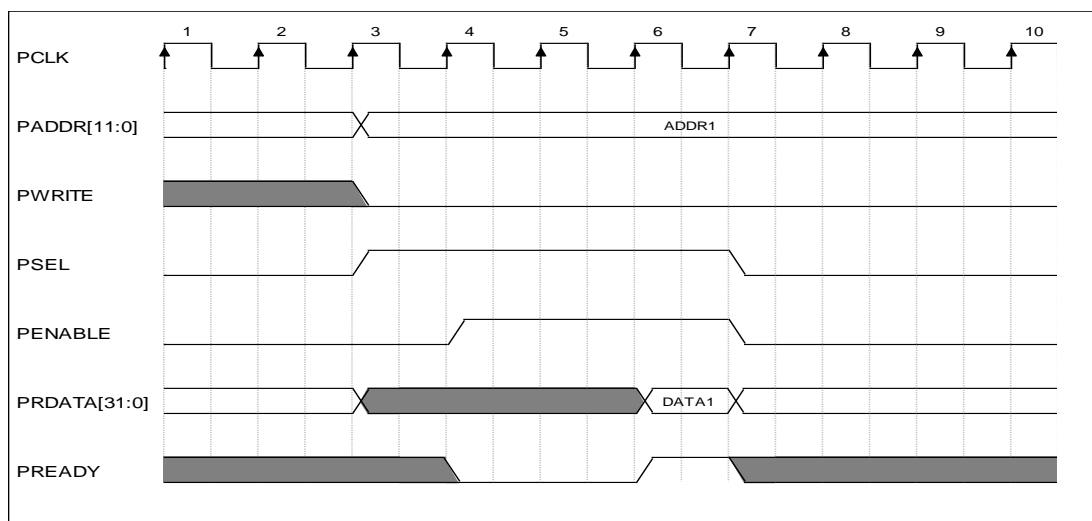 1 2 3 4 5 6 7 8 9 10
PCLK
PADDR[11:0] ADDR1
PWRITE
PSEL
PENABLE
PRDATA[31:0] DATA1
PREADY